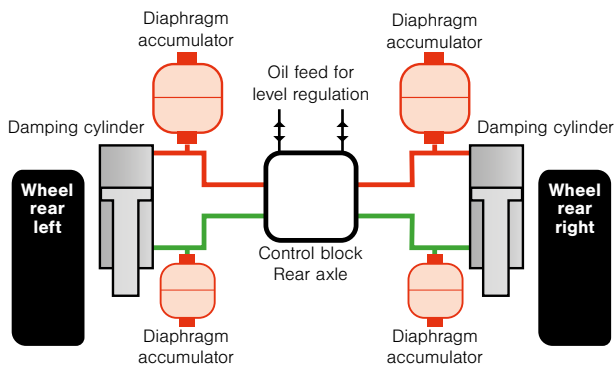 Diaphragm
accumulator
Diaphragm
accumulator
Oil feed for
level regulation
Damping cylinder
Damping cylinder
Wheel
rear
left
Wheel
rear
right
Control block
Rear axle
Diaphragm
accumulator
Diaphragm
accumulator